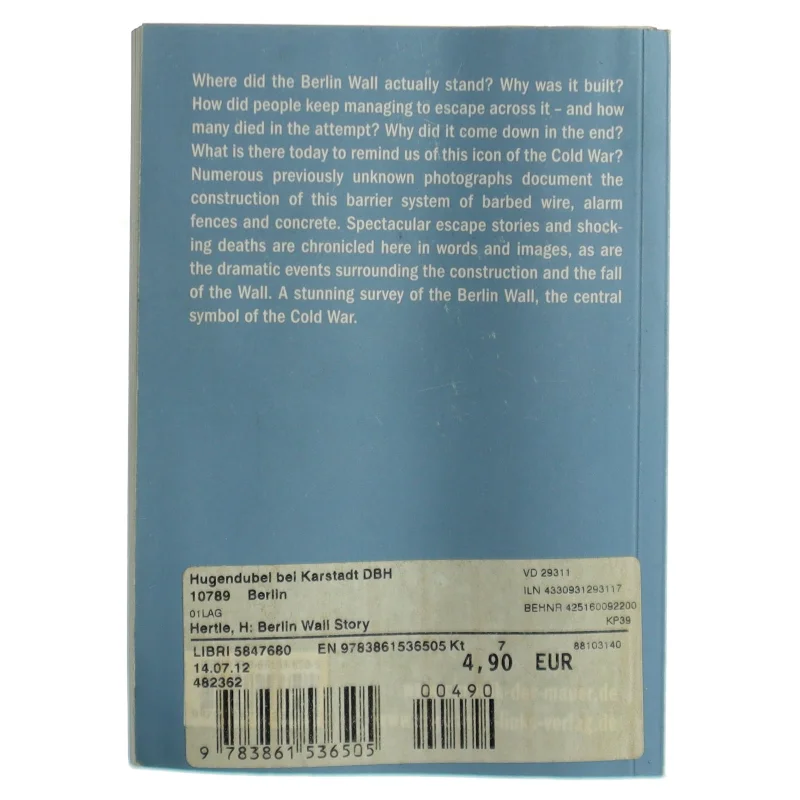 Where did the Berlin Wall actually stand? Why was it built?
How did people keep managing to escape across it – and how
many died in the attempt? Why did it come down in the end?
What is there today to remind us of this icon of the Cold War?
Numerous previously unknown photographs document the
construction of this barrier system of barbed wire, alarm
fences and concrete. Spectacular escape stories and shock-
ing deaths are chronicled here in words and images, as are
the dramatic events surrounding the construction and the fall
of the Wall. A stunning survey of the Berlin Wall, the central
symbol of the Cold War.
Hugendubel bei Karstadt DBH VD 29311
10789 Berlin ILN 4330931293117
01LAG BEHNR 425160092200
Hertle, H: Berlin Wall Story KP39
LIBRI 5847680 EN 9783861536505 Kt 7 88103140
14.07.12 4,90 EUR
482362
00490
9 783861 536505